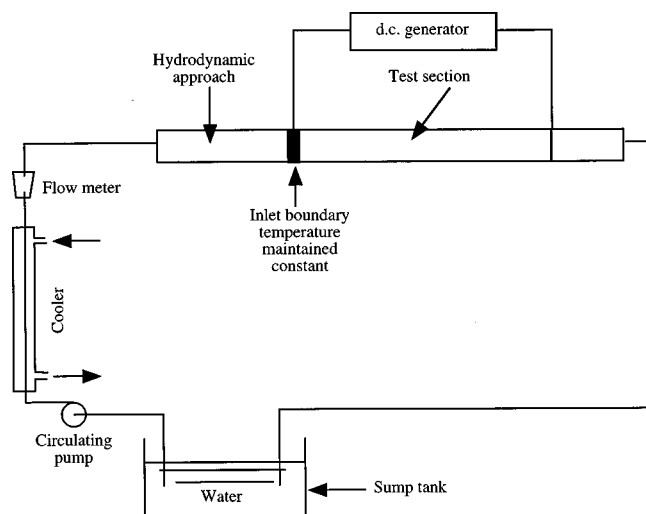 d.c. generator
Hydrodynamic
approach
Test section
Flow meter
Inlet boundary
temperature
maintained
constant
Cooler
Circulating
pump
Water
Sump tank